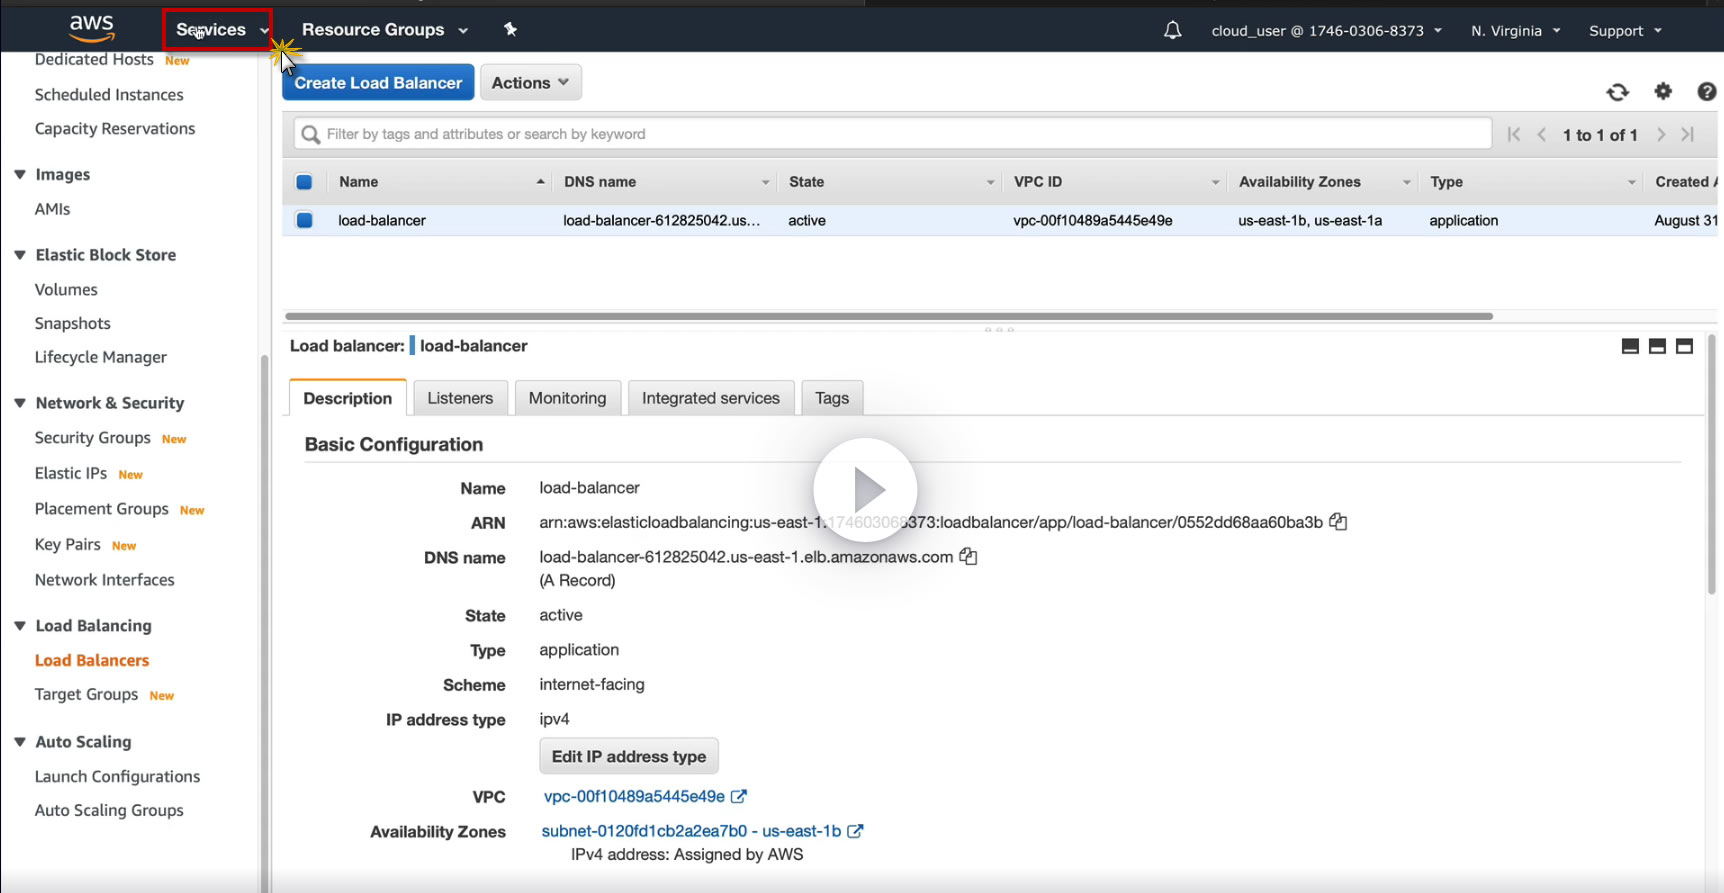 aws
Services
Resource Groups
cloud_user @ 1746-0306-8373
N. Virginia
Support
Dedicated Hosts New
Scheduled Instances
Capacity Reservations
Images
AMIs
Elastic Block Store
Volumes
Snapshots
Lifecycle Manager
Network & Security
Security Groups New
Elastic IPs New
Placement Groups New
Key Pairs New
Network Interfaces
Load Balancing
Load Balancers
Target Groups New
Auto Scaling
Launch Configurations
Auto Scaling Groups
Create Load Balancer
Actions
Filter by tags and attributes or search by keyword
1 to 1 of 1
Name DNS name State VPC ID Availability Zones Type Created A
load-balancer load-balancer-612825042.us... active vpc-00f10489a5445e49e us-east-1b, us-east-1a application August 31
Load balancer: load-balancer
Description Listeners Monitoring Integrated services Tags
Basic Configuration
Name load-balancer
ARN arn:aws:elasticloadbalancing:us-east-1:174603068373:loadbalancer/app/load-balancer/0552dd68aa60ba3b
DNS name load-balancer-612825042.us-east-1.elb.amazonaws.com
(A Record)
State active
Type application
Scheme internet-facing
IP address type ipv4
Edit IP address type
VPC vpc-00f10489a5445e49e
Availability Zones subnet-0120fd1cb2a2ea7b0 - us-east-1b
IPv4 address: Assigned by AWS